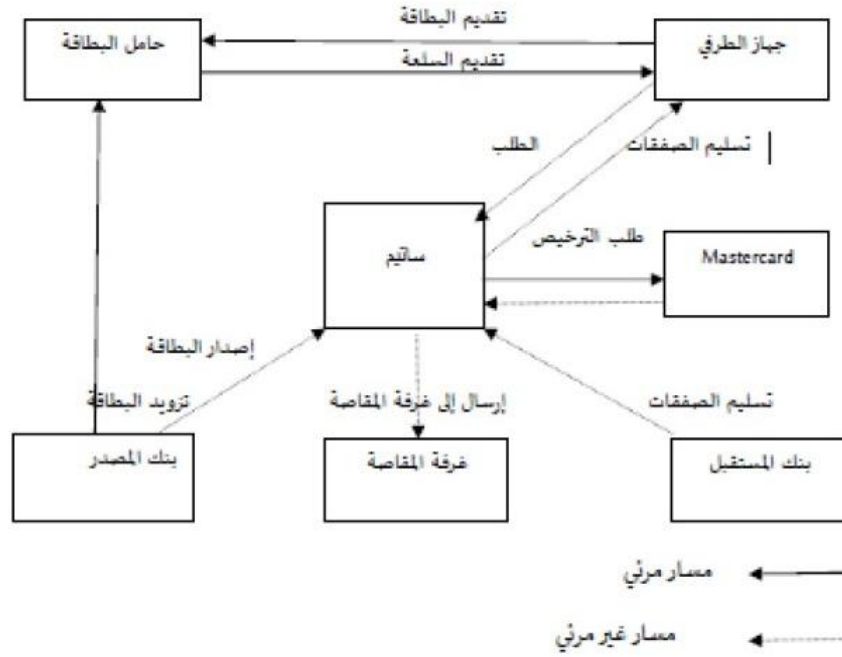 تقديم البطاقة
حامل البطاقة
جهاز الطرفي
تقديم السلعة
الطلب
تسليم الصفقات
ساتيم
طلب الترخيص
Mastercard
إصدار البطاقة
تزويد البطاقة
إرسال إلى غرفة المقاصة
تسليم الصفقات
بنك المصدر
غرفة المقاصة
بنك المستقبل
مسار مرئي
مسار غير مرئي